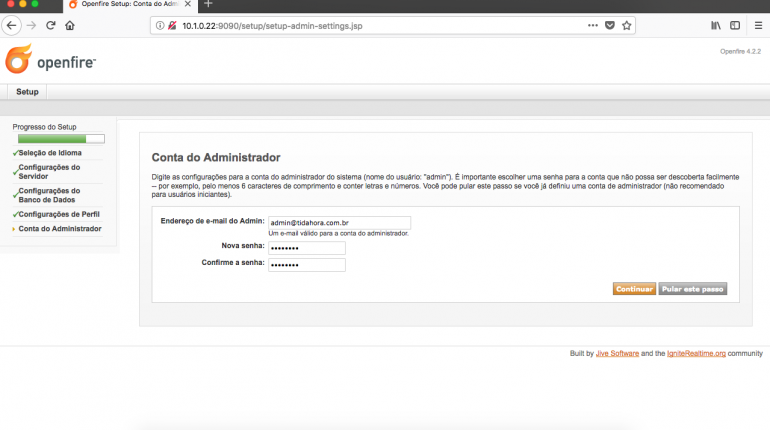 Openfire Setup: Conta do Admi
10.1.0.22:9090/setup/setup-admin-settings.jsp
openfire™
Openfire 4.2.2
Setup
Progresso do Setup
Seleção de Idioma
Configurações do
Servidor
Configurações do
Banco de Dados
Configurações de Perfil
Conta do Administrador
Conta do Administrador
Digite as configurações para a conta do administrador do sistema (nome do usuário: "admin"). É importante escolher uma senha para a conta que não possa ser descoberta facilmente
— por exemplo, pelo menos 6 caracteres de comprimento e conter letras e números. Você pode pular este passo se você já definiu uma conta de administrador (não recomendado
para usuários iniciantes).
Endereço de e-mail do Admin: admin@tidahora.com.br
Um e-mail válido para a conta do administrador.
Nova senha: ••••••••
Confirme a senha: ••••••••
Continuar Pular este passo
Built by Jive Software and the IgniteRealtime.org community